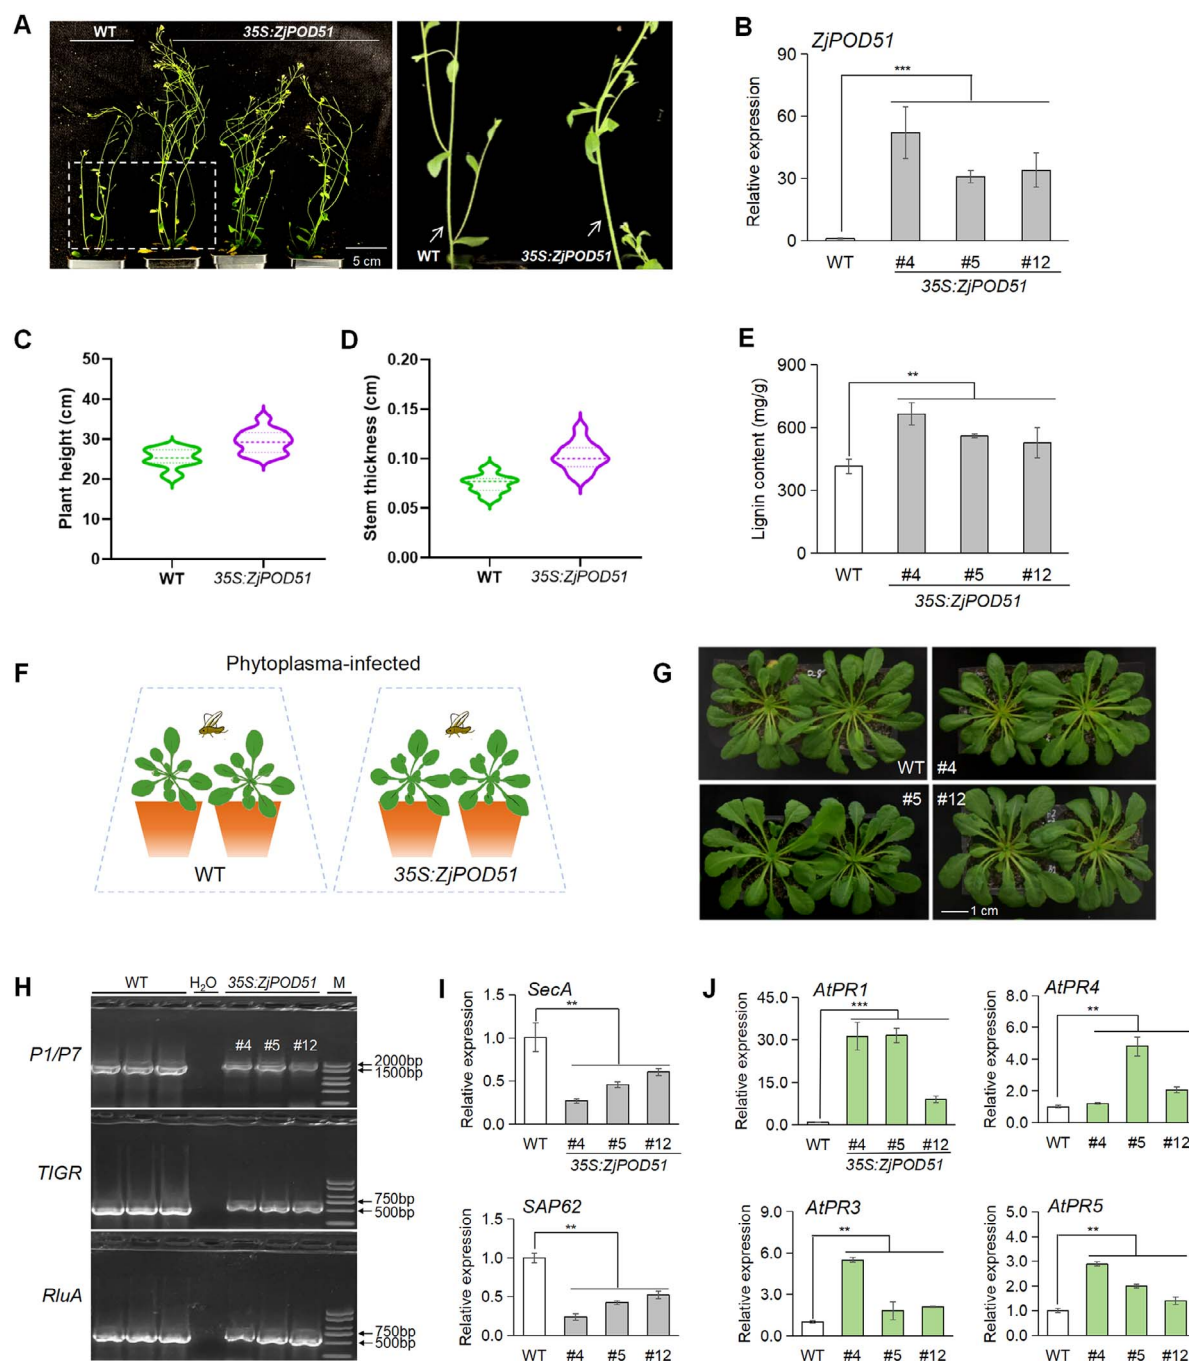 A
WT
35S:ZjPOD51
5 cm
WT
35S:ZjPOD51
B
ZjPOD51
Relative expression
90
60
30
0
***
WT
#4
#5
#12
35S:ZjPOD51
C
Plant height (cm)
50
40
30
20
10
0
WT
35S:ZjPOD51
D
Stem thickness (cm)
0.20
0.15
0.10
0.05
0.00
WT
35S:ZjPOD51
E
Lignin content (mg/g)
900
600
300
0
**
WT
#4
#5
#12
35S:ZjPOD51
F
Phytoplasma-infected
WT
35S:ZjPOD51
G
WT
#4
#5
#12
1 cm
H
WT
H₂O
35S:ZjPOD51
M
P1/P7
#4
#5
#12
2000bp
1500bp
TIGR
750bp
500bp
RluA
750bp
500bp
I
SecA
Relative expression
1.5
1.0
0.5
0.0
**
WT
#4
#5
#12
35S:ZjPOD51
SAP62
Relative expression
1.5
1.0
0.5
0.0
**
WT
#4
#5
#12
J
AtPR1
Relative expression
45.0
30.0
15.0
0.0
***
WT
#4
#5
#12
35S:ZjPOD51
AtPR4
Relative expression
8.0
6.0
4.0
2.0
0.0
**
WT
#4
#5
#12
AtPR3
Relative expression
9.0
6.0
3.0
0.0
**
WT
#4
#5
#12
AtPR5
Relative expression
5.0
4.0
3.0
2.0
1.0
0.0
**
WT
#4
#5
#12